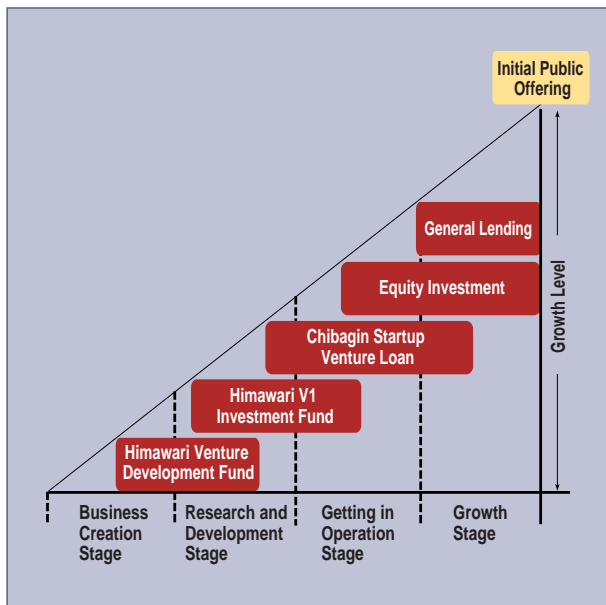 Initial Public
Offering
General Lending
Equity Investment
Growth Level
Chibagin Startup
Venture Loan
Himawari V1
Investment Fund
Himawari Venture
Development Fund
Business
Creation
Stage
Research and
Development
Stage
Getting in
Operation
Stage
Growth
Stage